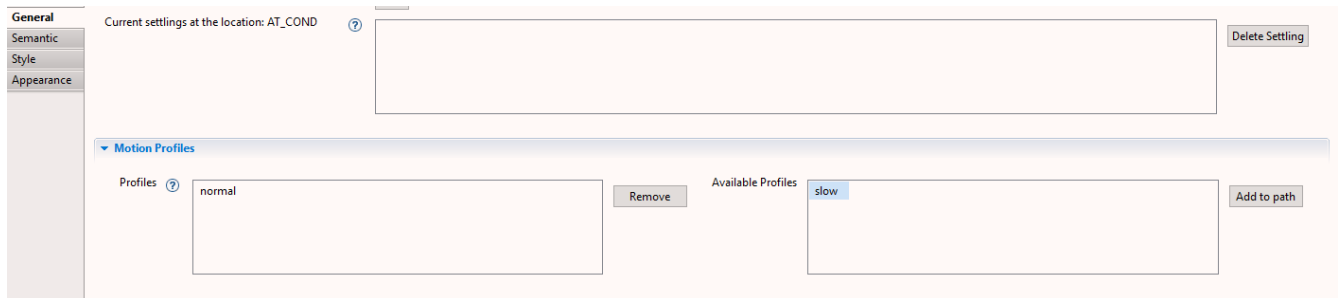 General
Semantic
Style
Appearance
Current settlings at the location: AT_COND
?
Delete Settling
Motion Profiles
Profiles ?
normal
Remove
Available Profiles
slow
Add to path